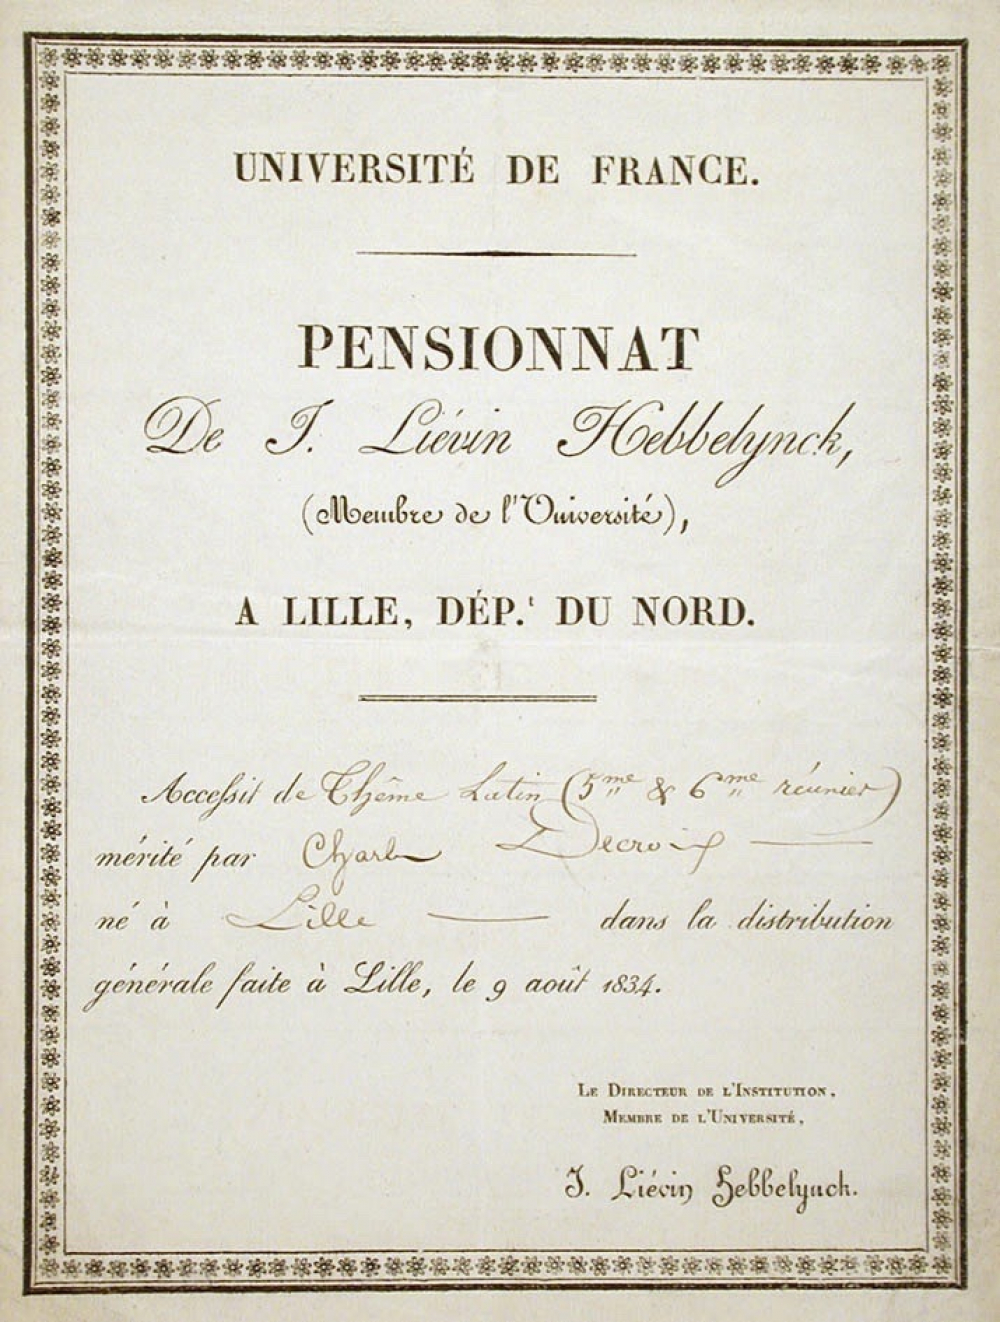 UNIVERSITÉ DE FRANCE.
PENSIONNAT
De J. Liévin Hebbelynck,
(Membre de l'Université),
A LILLE, DÉP.ᵗ DU NORD.
Accessit de Thême Latin (5me & 6me réunies)
mérité par Charles Decroix
né à Lille dans la distribution
générale faite à Lille, le 9 août 1834.
LE DIRECTEUR DE L'INSTITUTION,
MEMBRE DE L'UNIVERSITÉ,
J. Liévin Hebbelynck.